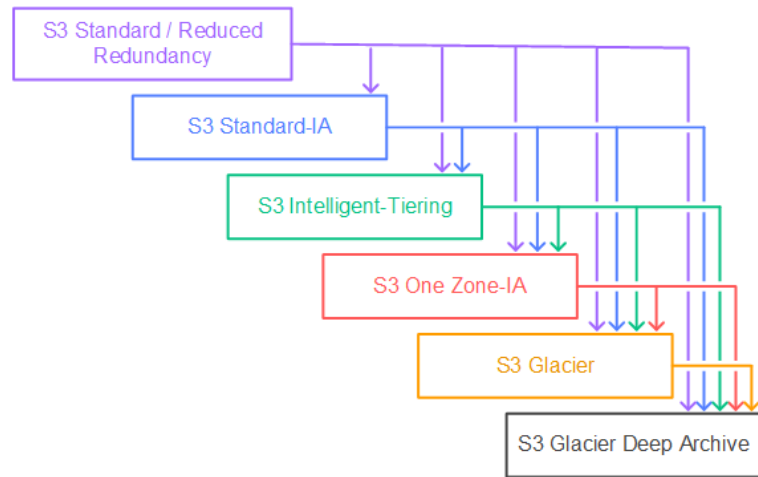 S3 Standard / Reduced
Redundancy
S3 Standard-IA
S3 Intelligent-Tiering
S3 One Zone-IA
S3 Glacier
S3 Glacier Deep Archive